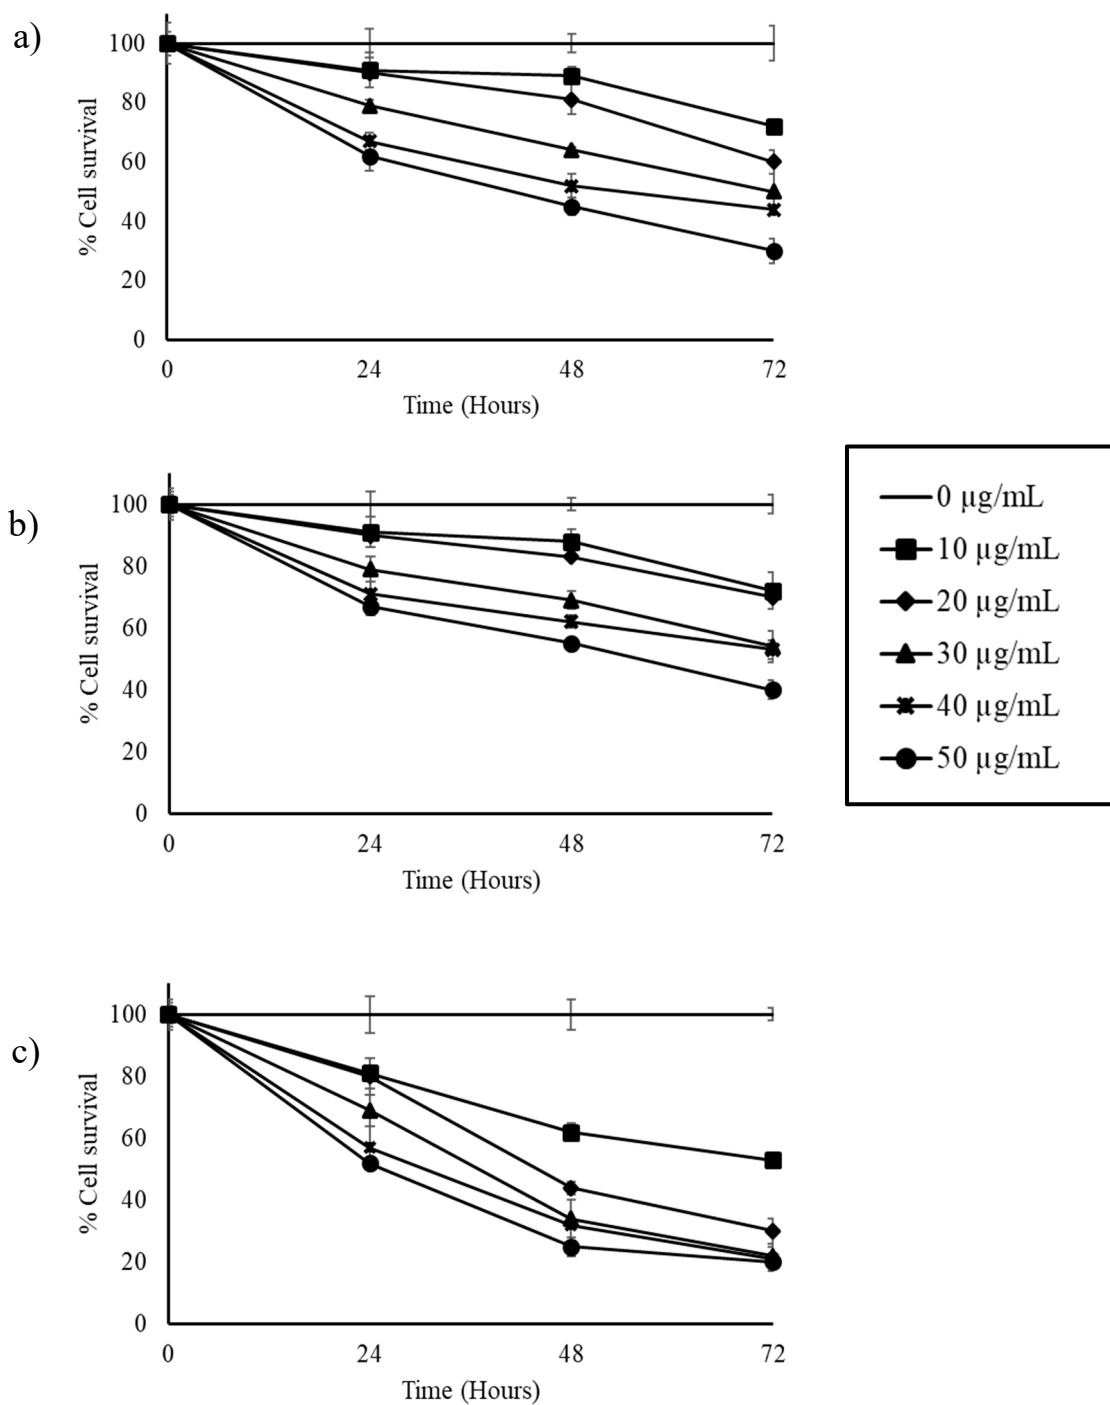 a)
100
80
60
40
20
0
% Cell survival
0 24 48 72
Time (Hours)
b)
100
80
60
40
20
0
% Cell survival
0 24 48 72
Time (Hours)
0 µg/mL
10 µg/mL
20 µg/mL
30 µg/mL
40 µg/mL
50 µg/mL
c)
100
80
60
40
20
0
% Cell survival
0 24 48 72
Time (Hours)